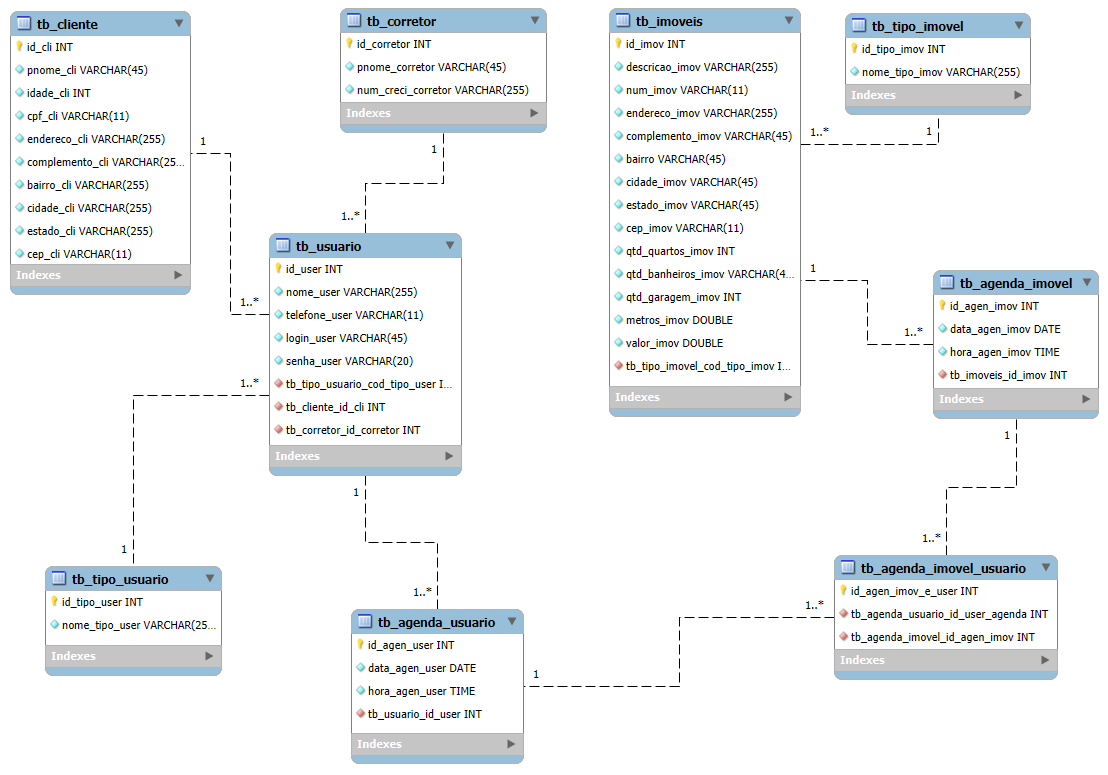 tb_cliente
id_cli INT
pnome_cli VARCHAR(45)
idade_cli INT
cpf_cli VARCHAR(11)
endereco_cli VARCHAR(255)
complemento_cli VARCHAR(25...
bairro_cli VARCHAR(255)
cidade_cli VARCHAR(255)
estado_cli VARCHAR(255)
cep_cli VARCHAR(11)
Indexes
1
1..*
tb_corretor
id_corretor INT
pnome_corretor VARCHAR(45)
num_creci_corretor VARCHAR(255)
Indexes
1
1..*
tb_usuario
id_user INT
nome_user VARCHAR(255)
telefone_user VARCHAR(11)
login_user VARCHAR(45)
senha_user VARCHAR(20)
tb_tipo_usuario_cod_tipo_user I...
tb_cliente_id_cli INT
tb_corretor_id_corretor INT
Indexes
1..*
1
1
1..*
tb_tipo_usuario
id_tipo_user INT
nome_tipo_user VARCHAR(25...
Indexes
tb_agenda_usuario
id_agen_user INT
data_agen_user DATE
hora_agen_user TIME
tb_usuario_id_user INT
Indexes
1
1..*
tb_imoveis
id_imov INT
descricao_imov VARCHAR(255)
num_imov VARCHAR(11)
endereco_imov VARCHAR(255)
complemento_imov VARCHAR(45)
bairro VARCHAR(45)
cidade_imov VARCHAR(45)
estado_imov VARCHAR(45)
cep_imov VARCHAR(11)
qtd_quartos_imov INT
qtd_banheiros_imov VARCHAR(4...
qtd_garagem_imov INT
metros_imov DOUBLE
valor_imov DOUBLE
tb_tipo_imovel_cod_tipo_imov I...
Indexes
1..*
1
1
1..*
tb_tipo_imovel
id_tipo_imov INT
nome_tipo_imov VARCHAR(255)
Indexes
tb_agenda_imovel
id_agen_imov INT
data_agen_imov DATE
hora_agen_imov TIME
tb_imoveis_id_imov INT
Indexes
1
1..*
tb_agenda_imovel_usuario
id_agen_imov_e_user INT
tb_agenda_usuario_id_user_agenda INT
tb_agenda_imovel_id_agen_imov INT
Indexes